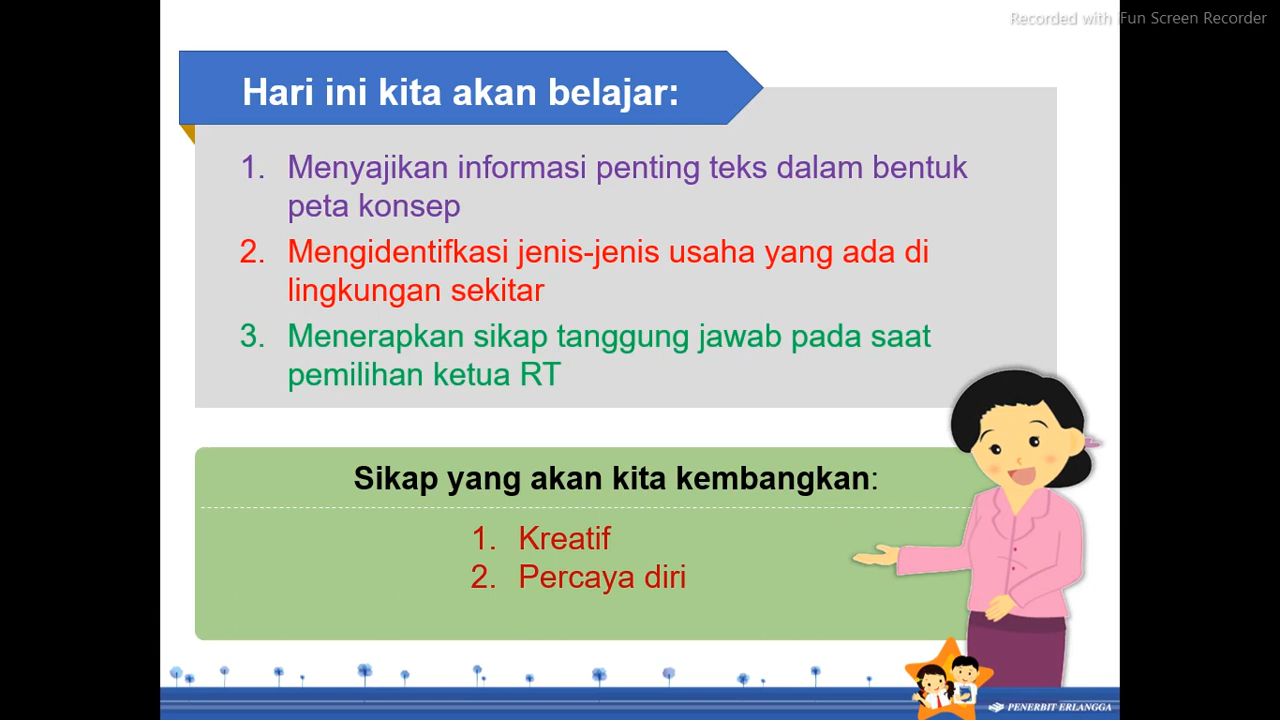 Recorded with iFun Screen Recorder
Hari ini kita akan belajar:
1. Menyajikan informasi penting teks dalam bentuk
peta konsep
2. Mengidentifkasi jenis-jenis usaha yang ada di
lingkungan sekitar
3. Menerapkan sikap tanggung jawab pada saat
pemilihan ketua RT
Sikap yang akan kita kembangkan:
1. Kreatif
2. Percaya diri
PENERBIT ERLANGGA